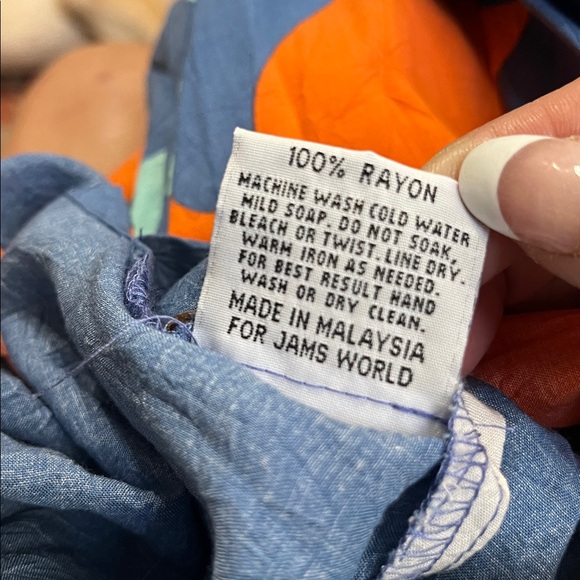 100% RAYON
MACHINE WASH COLD WATER
MILD SOAP. DO NOT SOAK,
BLEACH OR TWIST. LINE DRY.
WARM IRON AS NEEDED.
FOR BEST RESULT HAND
WASH OR DRY CLEAN.
MADE IN MALAYSIA
FOR JAMS WORLD